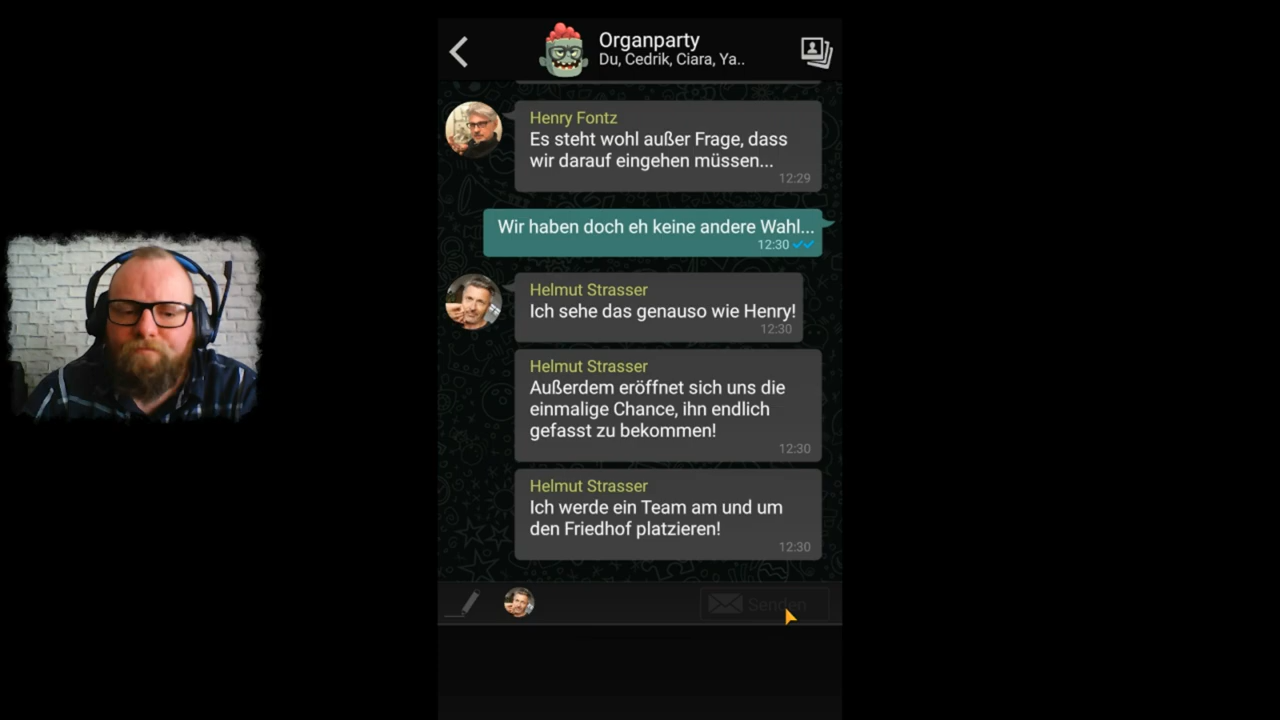 Organparty
Du, Cedrik, Ciara, Ya..
Henry Fontz
Es steht wohl außer Frage, dass
wir darauf eingehen müssen...
12:29
Wir haben doch eh keine andere Wahl...
12:30
Helmut Strasser
Ich sehe das genauso wie Henry!
12:30
Helmut Strasser
Außerdem eröffnet sich uns die
einmalige Chance, ihn endlich
gefasst zu bekommen!
12:30
Helmut Strasser
Ich werde ein Team am und um
den Friedhof platzieren!
12:30
Senden